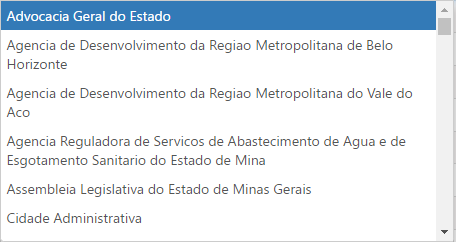 Advocacia Geral do Estado
Agencia de Desenvolvimento da Regiao Metropolitana de Belo
Horizonte
Agencia de Desenvolvimento da Regiao Metropolitana do Vale do
Aco
Agencia Reguladora de Servicos de Abastecimento de Agua e de
Esgotamento Sanitario do Estado de Mina
Assembleia Legislativa do Estado de Minas Gerais
Cidade Administrativa